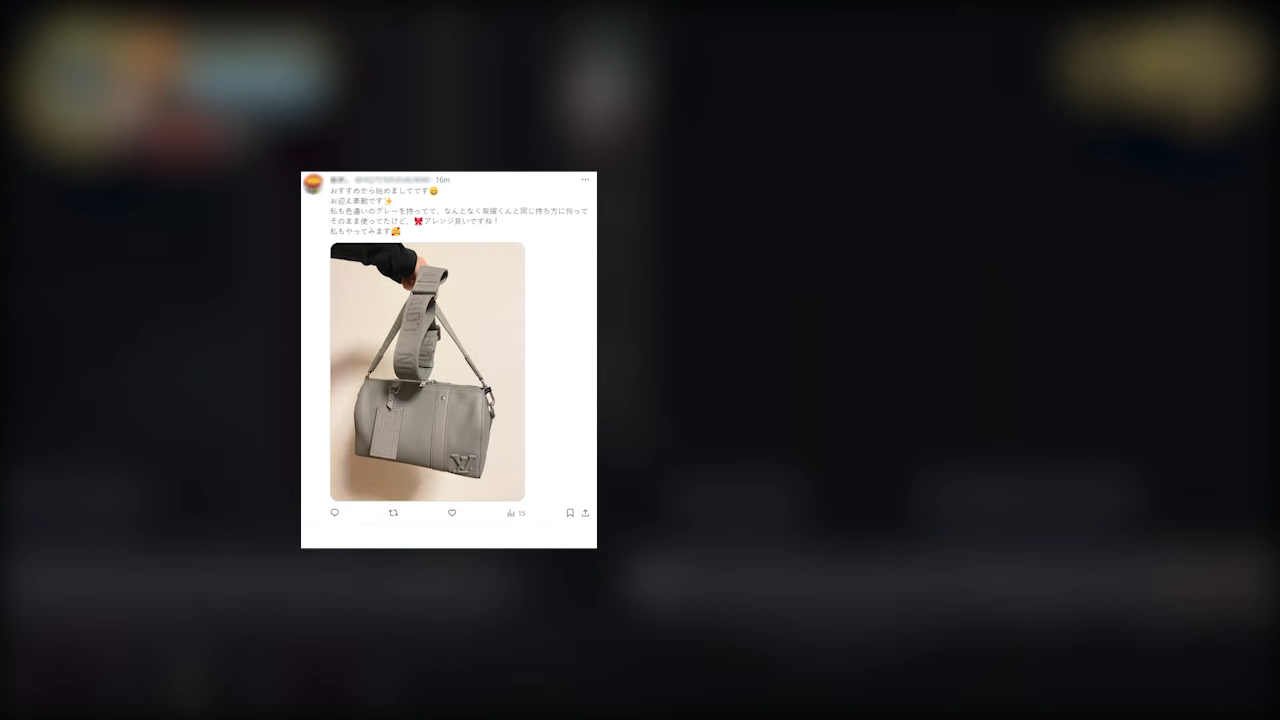 16m
おすすめから始めましてです😄
お迎え素敵です✨
私も色違いのグレーを持ってて、なんとなく紫耀くんと同じ持ち方に拘って
そのまま使ってたけど、🎀アレンジ良いですね！
私もやってみます🥰
LV
15